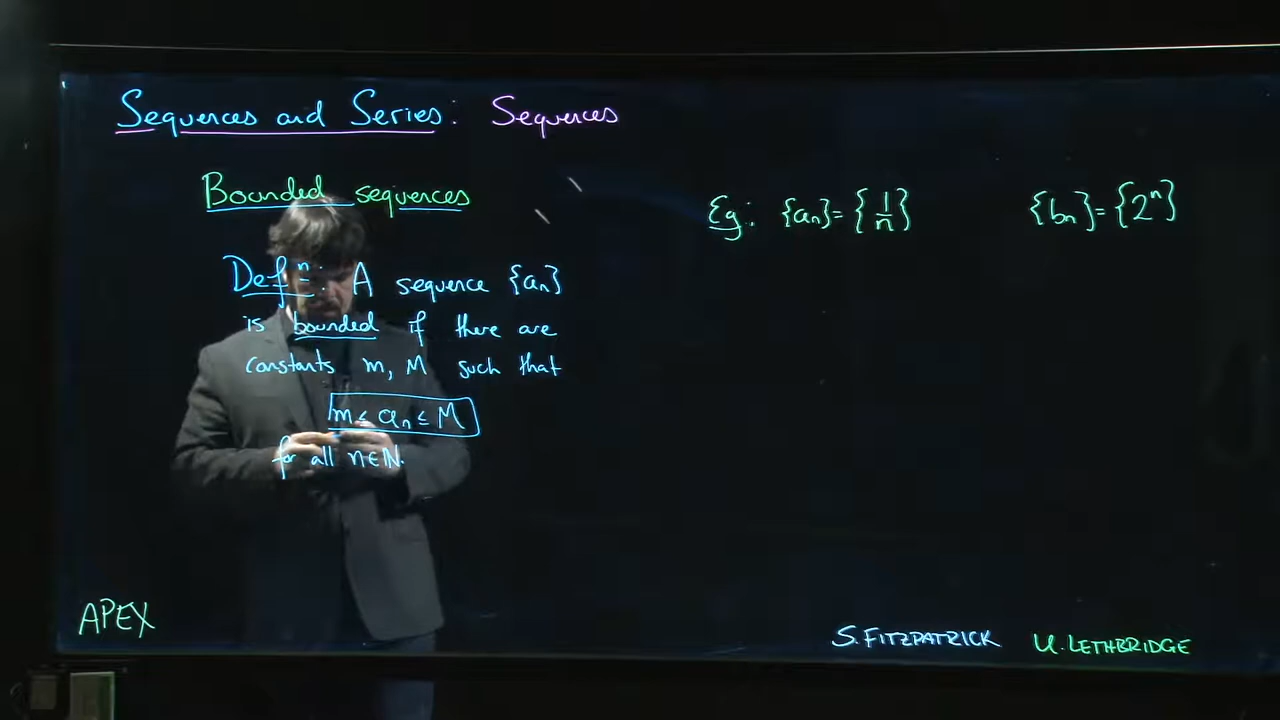 Sequences and Series: Sequences
Bounded sequences
Defn: A sequence {an}
is bounded if there are
constants m, M such that
m ≤ an ≤ M
for all n∈N.
Eg: {an} = {1/n} {bn} = {2^n}
APEX
S. FITZPATRICK U. LETHBRIDGE